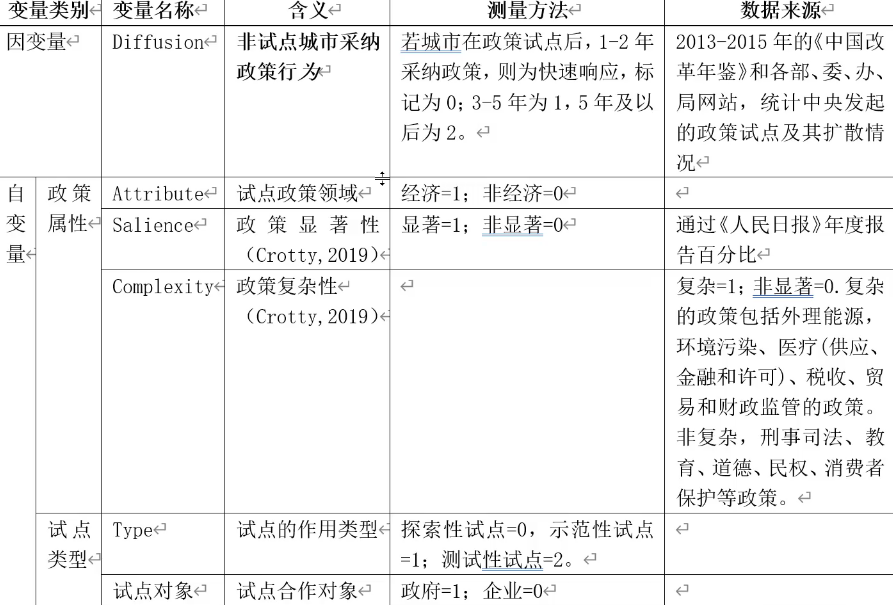 变量类别 变量名称 含义 测量方法 数据来源
因变量 Diffusion 非试点城市采纳 若城市在政策试点后,1-2 年 2013-2015 年的《中国改
政策行为 采纳政策,则为快速响应,标 革年鉴》和各部、委、办、
记为 0;3-5 年为 1,5 年及以 局网站,统计中央发起
后为 2。 的政策试点及其扩散情
况
自 政策 Attribute 试点政策领域 经济=1;非经济=0
变 属性 Salience 政策显著性 显著=1;非显著=0 通过《人民日报》年度报
量 (Crotty,2019) 告百分比
Complexity 政策复杂性 复杂=1;非显著=0.复杂
(Crotty,2019) 的政策包括外理能源,
环境污染、医疗(供应、
金融和许可)、税收、贸
易和财政监管的政策。
非复杂,刑事司法、教
育、道德、民权、消费者
保护等政策。
试点 Type 试点的作用类型 探索性试点=0,示范性试点
类型 =1;测试性试点=2。
试点对象 试点合作对象 政府=1;企业=0